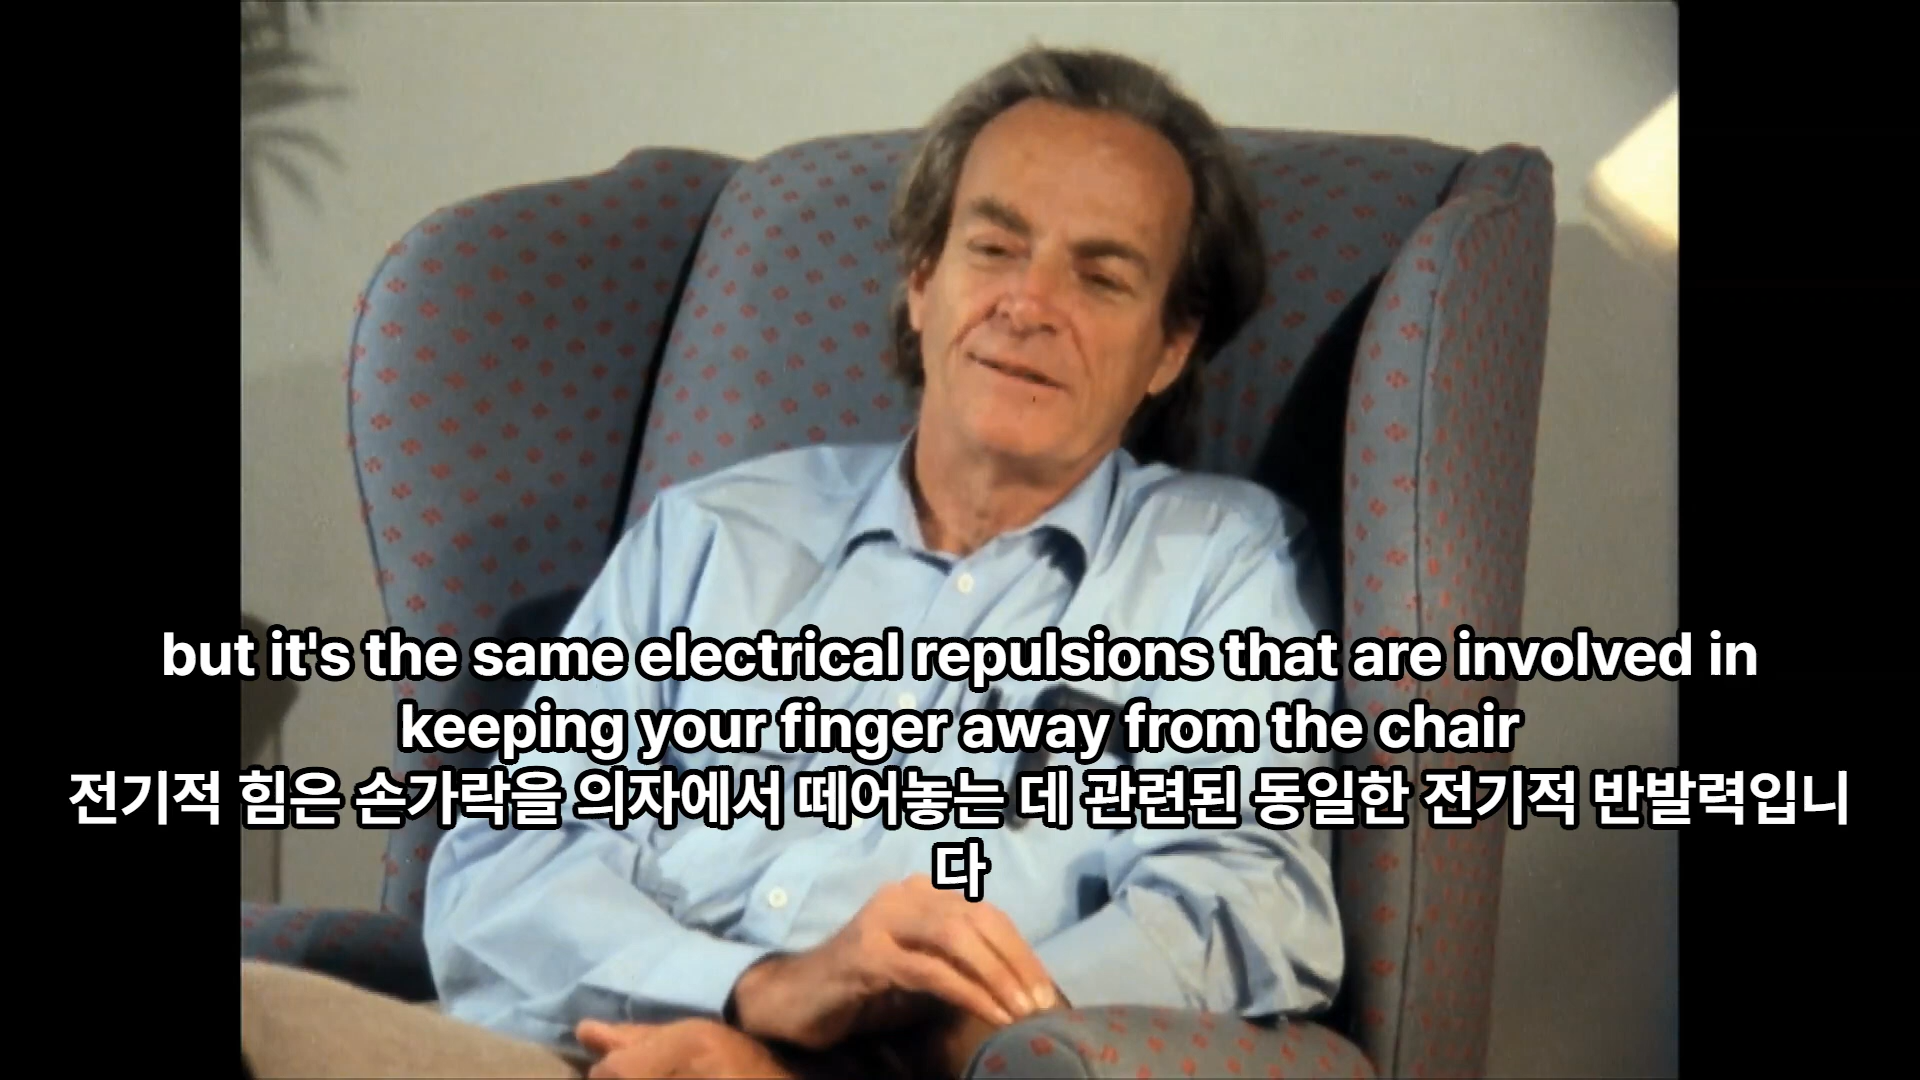 but it's the same electrical repulsions that are involved in
keeping your finger away from the chair
전기적 힘은 손가락을 의자에서 떼어놓는 데 관련된 동일한 전기적 반발력입니
다